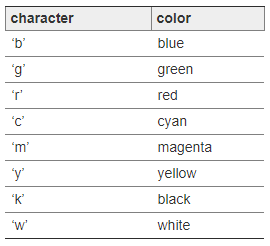 character color
‘b’ blue
‘g’ green
‘r’ red
‘c’ cyan
‘m’ magenta
‘y’ yellow
‘k’ black
‘w’ white